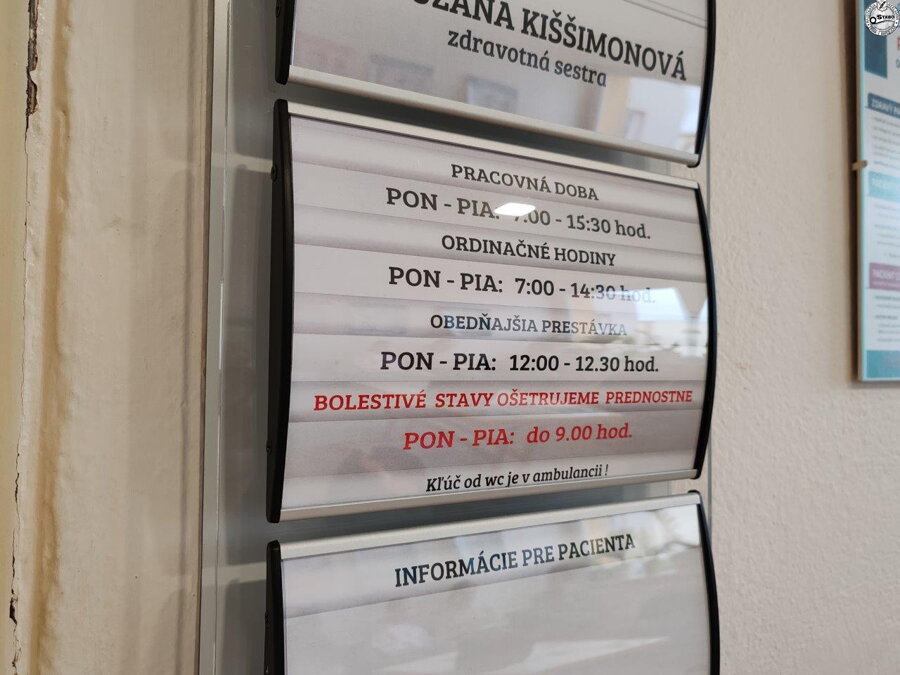 KIŠŠIMONOVÁ
zdravotná sestra
PRACOVNÁ DOBA
PON - PIA: 7:00 - 15:30 hod.
ORDINAČNÉ HODINY
PON - PIA: 7:00 - 14:30 hod.
OBEDŇAJŠIA PRESTÁVKA
PON - PIA: 12:00 - 12.30 hod.
BOLESTIVÉ STAVY OŠETRUJEME PREDNOSTNE
PON - PIA: do 9.00 hod.
Kľúč od wc je v ambulancii !
INFORMÁCIE PRE PACIENTA